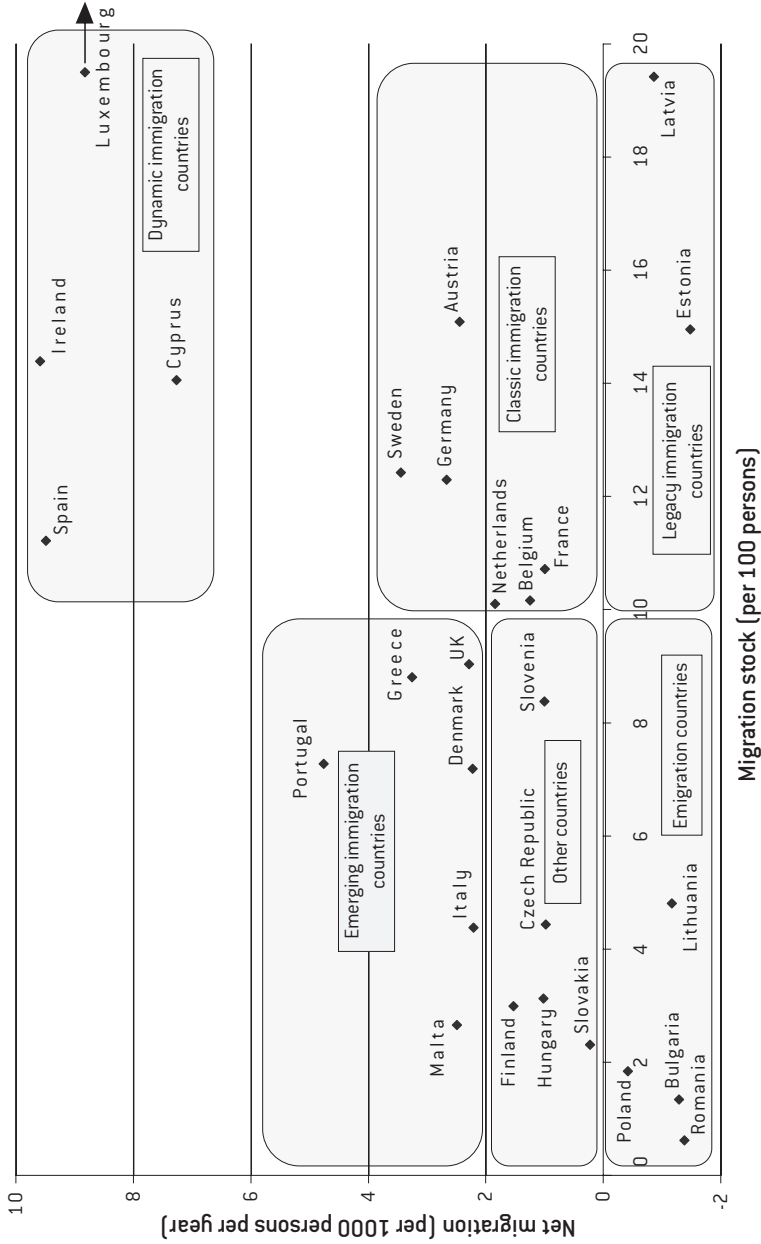 Net migration (per 1000 persons per year)
10
8
6
4
2
0
-2
Spain
Ireland
Luxembourg
Cyprus
Dynamic immigration
countries
Portugal
Greece
UK
Denmark
Italy
Malta
Emerging immigration
countries
Sweden
Germany
Austria
Netherlands
Belgium
France
Classic immigration
countries
Finland
Hungary
Slovakia
Czech Republic
Slovenia
Other countries
Poland
Bulgaria
Romania
Lithuania
Emigration countries
Estonia
Latvia
Legacy immigration
countries
0
2
4
6
8
10
12
14
16
18
20
Migration stock (per 100 persons)